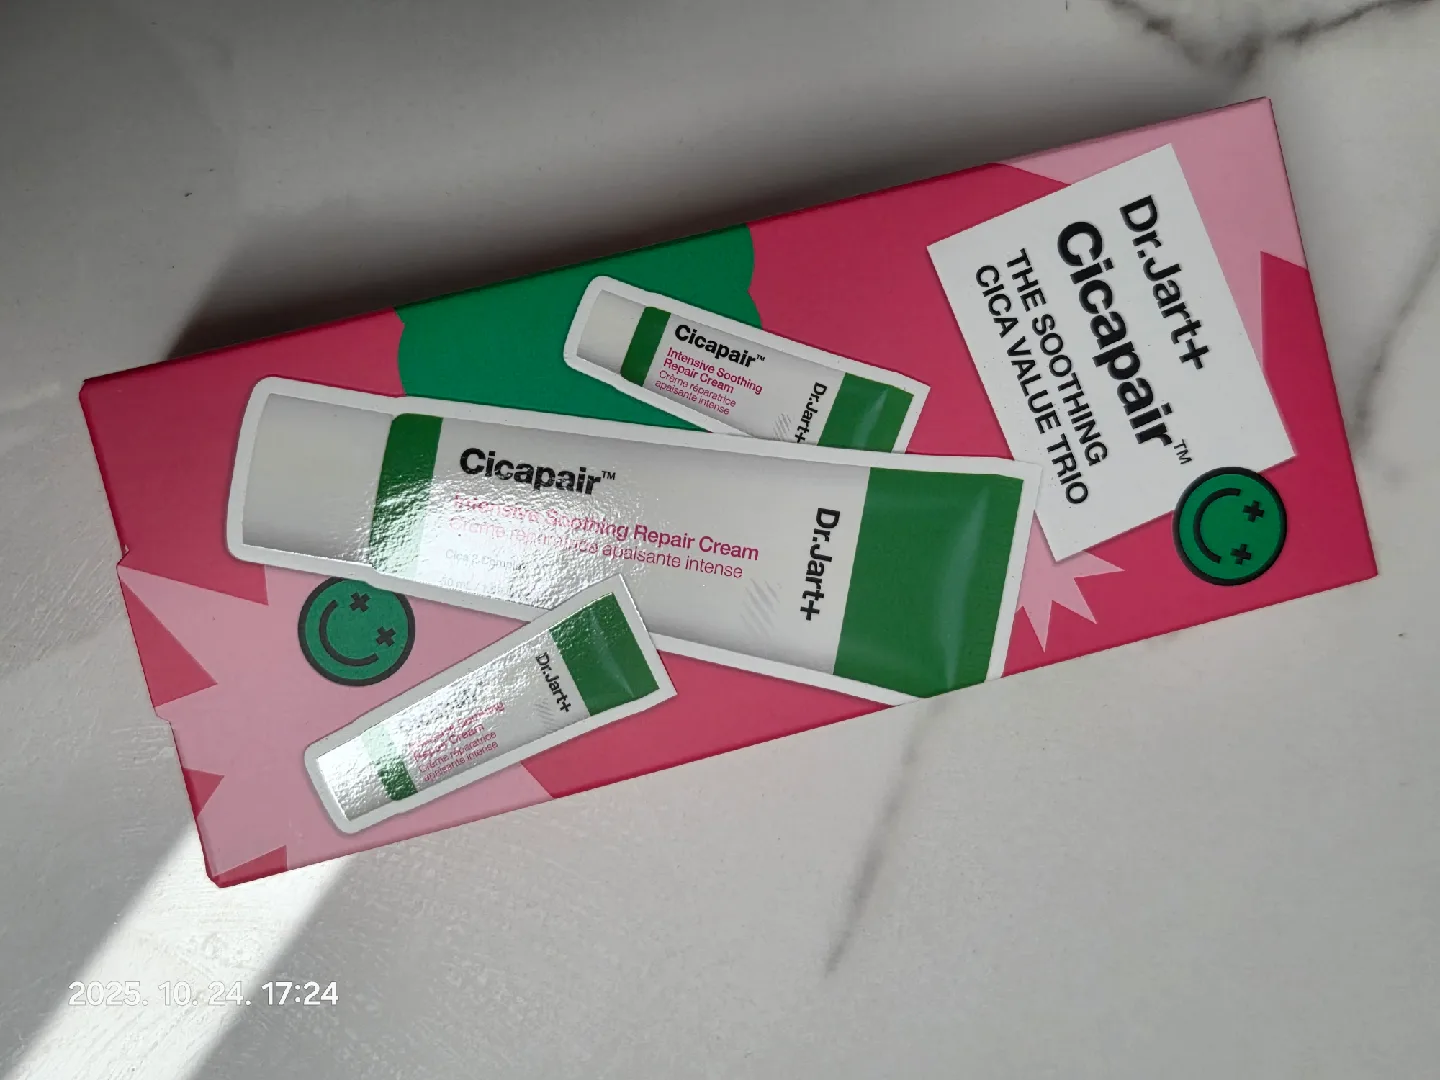 Dr.Jart+
Cicapair™
THE SOOTHING
CICA VALUE TRIO
Cicapair™
Intensive Soothing
Repair Cream
Crème réparatrice
apaisante intense
Dr.Jart+
Cicapair™
Intensive Soothing Repair Cream
Crème réparatrice apaisante intense
Dr.Jart+
Repair Cream
Crème réparatrice
apaisante intense
Dr.Jart+
2025. 10. 24. 17:24